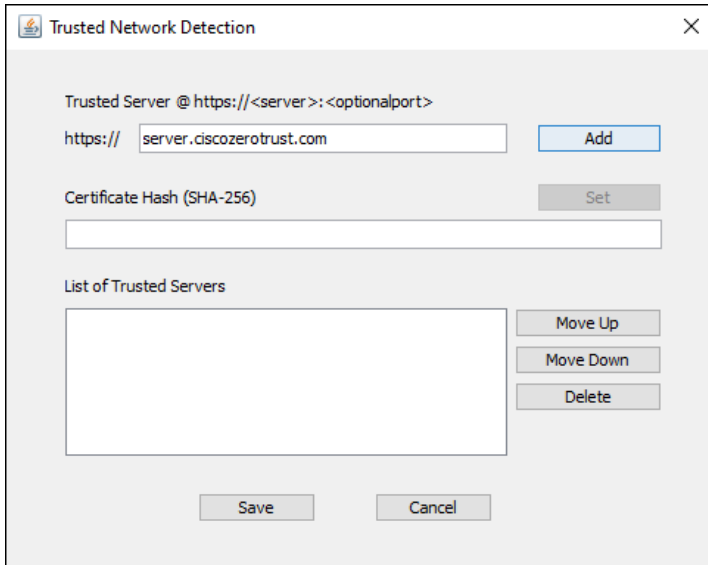 Trusted Network Detection
Trusted Server @ https://<server>:<optionalport>
https:// server.ciscozerotrust.com Add
Certificate Hash (SHA-256) Set
List of Trusted Servers
Move Up
Move Down
Delete
Save Cancel